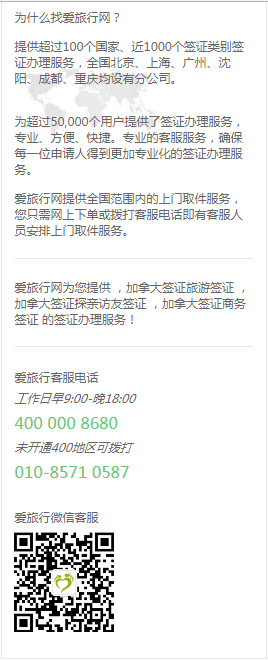 为什么找爱旅行网？
提供超过100个国家、近1000个签证类别签
证办理服务，全国北京、上海、广州、沈
阳、成都、重庆均设有分公司。
为超过50,000个用户提供了签证办理服务，
专业、方便、快捷。专业的客服服务，确保
每一位申请人得到更加专业化的签证办理服
务。
爱旅行网提供全国范围内的上门取件服务，
您只需网上下单或拨打客服电话即有客服人
员安排上门取件服务。
爱旅行网为您提供 ，加拿大签证旅游签证 ，
加拿大签证探亲访友签证 ，加拿大签证商务
签证 的签证办理服务！
爱旅行客服电话
工作日早9:00-晚18:00
400 000 8680
未开通400地区可拨打
010-8571 0587
爱旅行微信客服